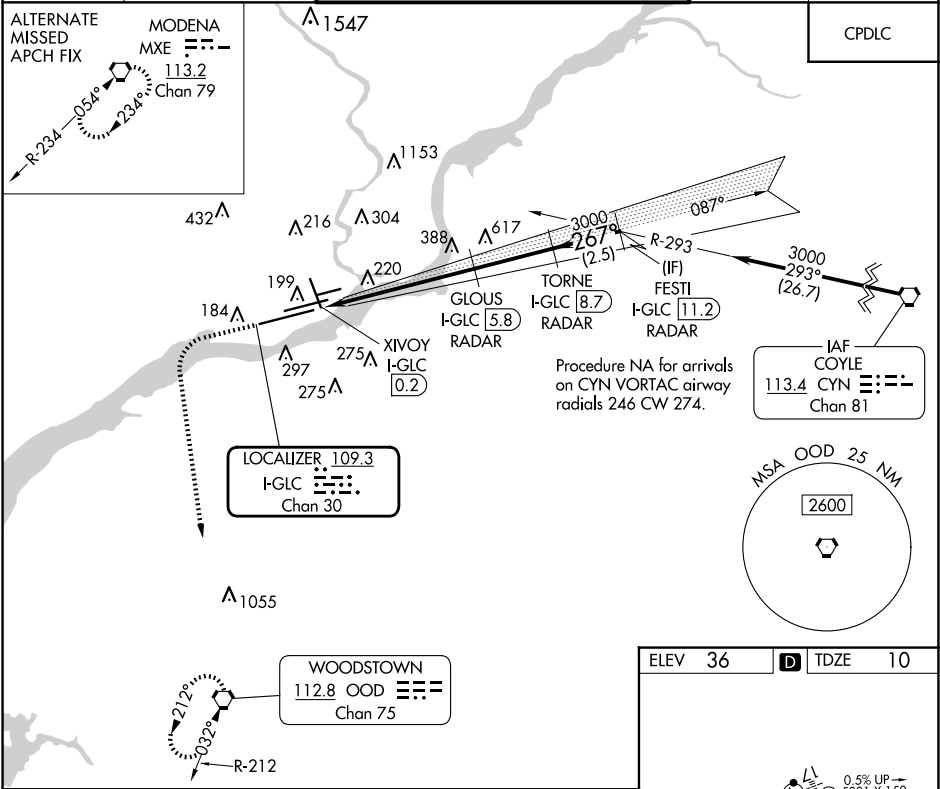 ALTERNATE
MISSED
APCH FIX
MODENA
MXE
113.2
Chan 79
054°
234°
R-234
1547
CPDLC
1153
432
216
304
388
617
3000
267°
(2.5)
087°
R-293
3000
293°
(26.7)
199
220
184
297
275
275
XIVOY
I-GLC
0.2
GLOUS
I-GLC 5.8
RADAR
TORNE
I-GLC 8.7
RADAR
(IF)
FESTI
I-GLC 11.2
RADAR
Procedure NA for arrivals
on CYN VORTAC airway
radials 246 CW 274.
IAF
COYLE
113.4 CYN
Chan 81
LOCALIZER 109.3
I-GLC
Chan 30
MSA OOD 25 NM
2600
1055
WOODSTOWN
112.8 OOD
Chan 75
212°
032°
R-212
ELEV 36 D TDZE 10
17
0.5% UP